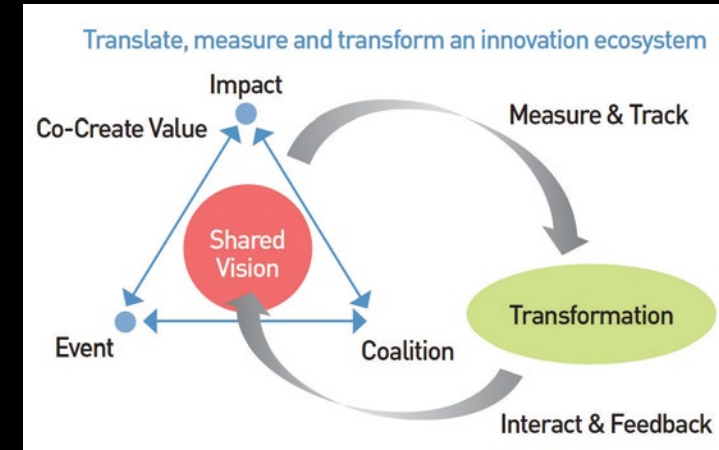 Translate, measure and transform an innovation ecosystem
Impact
Co-Create Value
Measure & Track
Shared
Vision
Transformation
Event
Coalition
Interact & Feedback